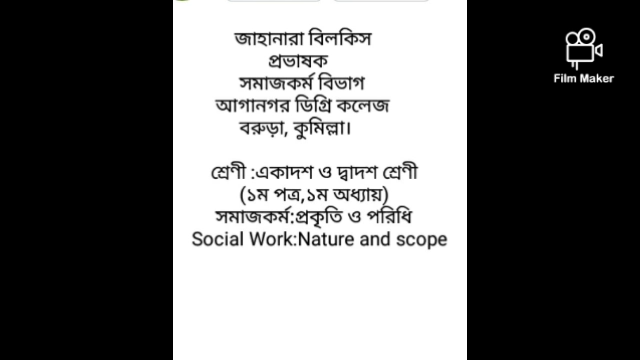 জাহানারা বিলকিস
প্রভাষক
সমাজকর্ম বিভাগ
আগানগর ডিগ্রি কলেজ
বরুড়া, কুমিল্লা।
শ্রেণী :একাদশ ও দ্বাদশ শ্রেণী
(১ম পত্র,১ম অধ্যায়)
সমাজকর্ম:প্রকৃতি ও পরিধি
Social Work:Nature and scope
Film Maker